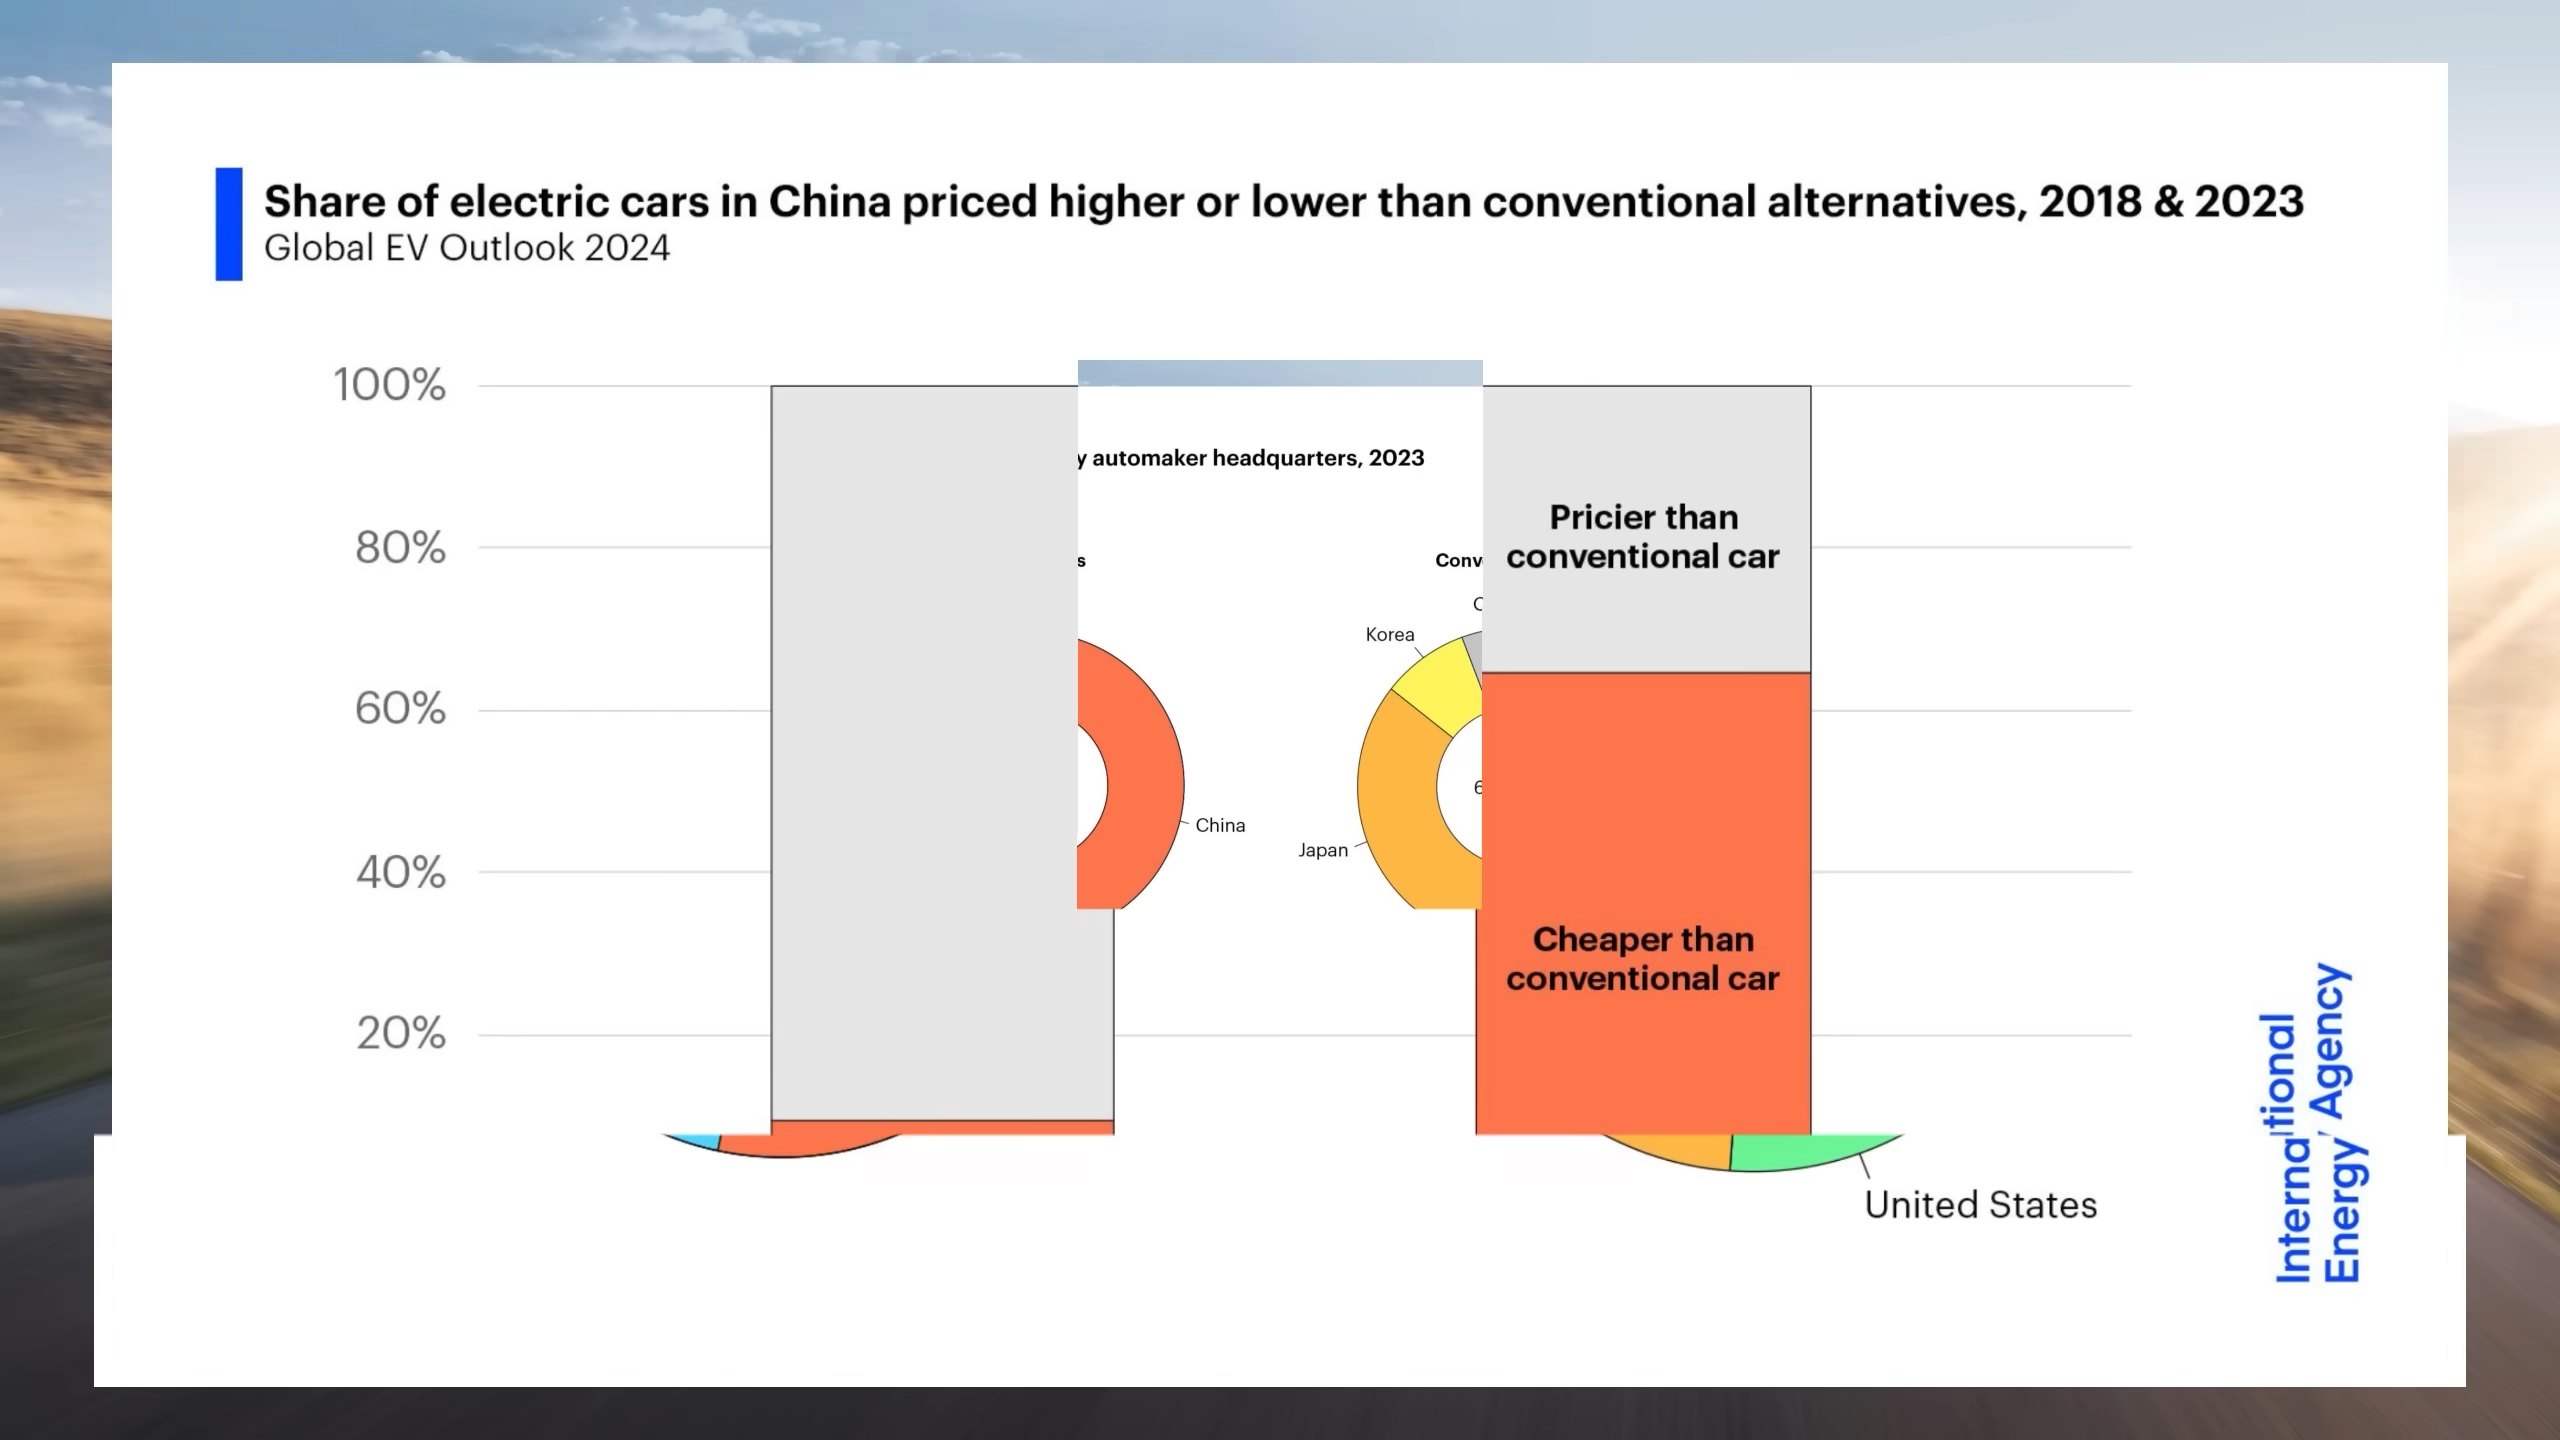 Share of electric cars in China priced higher or lower than conventional alternatives, 2018 & 2023
Global EV Outlook 2024
100%
80%
60%
40%
20%
y automaker headquarters, 2023
s
Conv
Korea
China
Japan
6
Pricier than
conventional car
Cheaper than
conventional car
United States
International
Energy Agency